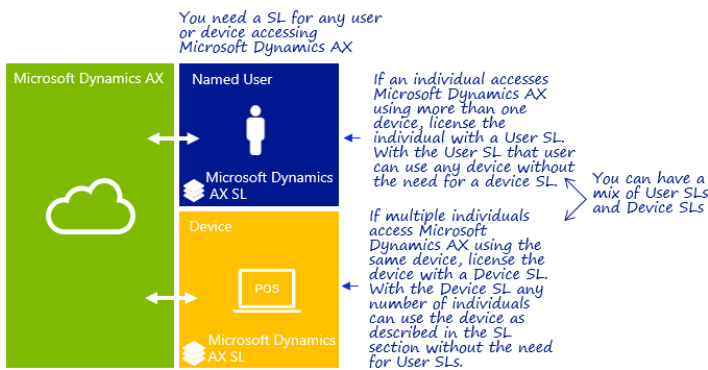 You need a SL for any user
or device accessing
Microsoft Dynamics AX
Microsoft Dynamics AX
Named User
Microsoft Dynamics
AX SL
If an individual accesses
Microsoft Dynamics AX
using more than one
device, license the
individual with a User SL.
With the User SL that user
can use any device without
the need for a device SL.
You can have a
mix of User SLs
and Device SLs
Device
POS
Microsoft Dynamics
AX SL
If multiple individuals
access Microsoft
Dynamics AX using the
same device, license the
device with a Device SL.
With the Device SL any
number of individuals
can use the device as
described in the SL
section without the need
for User SLs.